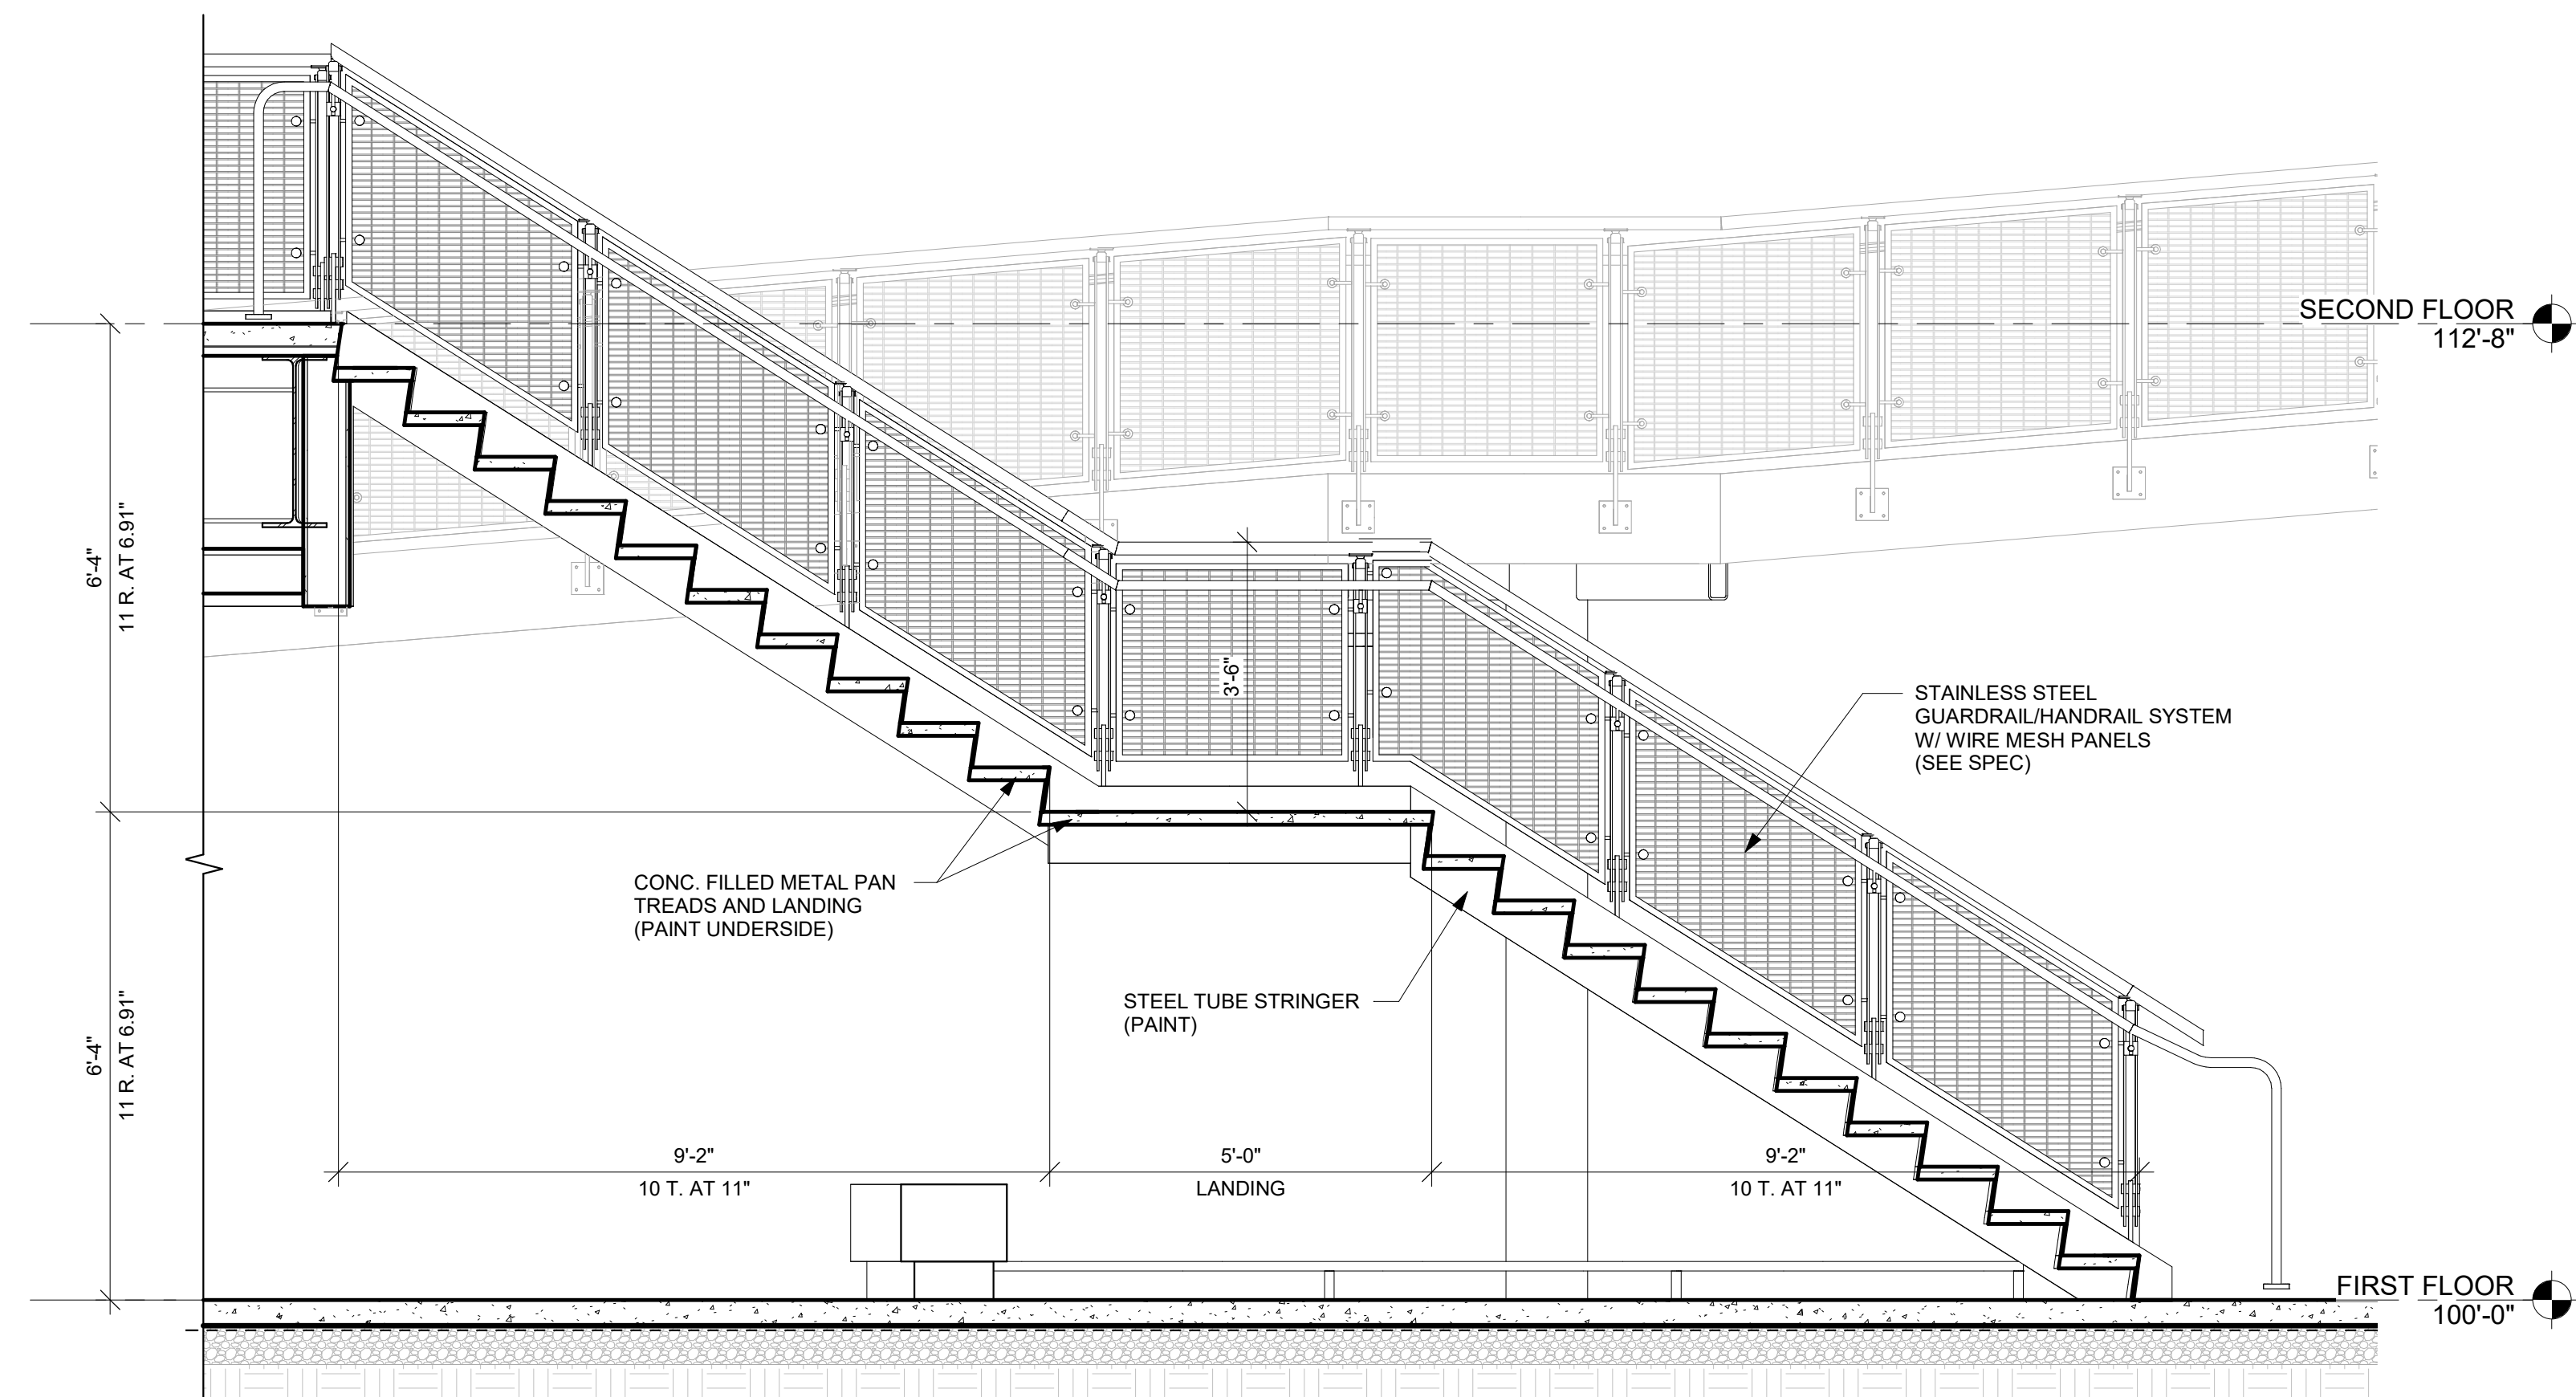 SECOND FLOOR
112'-8"
6'-4"
11 R. AT 6.91"
3'-6"
STAINLESS STEEL
GUARDRAIL/HANDRAIL SYSTEM
W/ WIRE MESH PANELS
(SEE SPEC)
CONC. FILLED METAL PAN
TREADS AND LANDING
(PAINT UNDERSIDE)
STEEL TUBE STRINGER
(PAINT)
6'-4"
11 R. AT 6.91"
9'-2"
10 T. AT 11"
5'-0"
LANDING
9'-2"
10 T. AT 11"
FIRST FLOOR
100'-0"